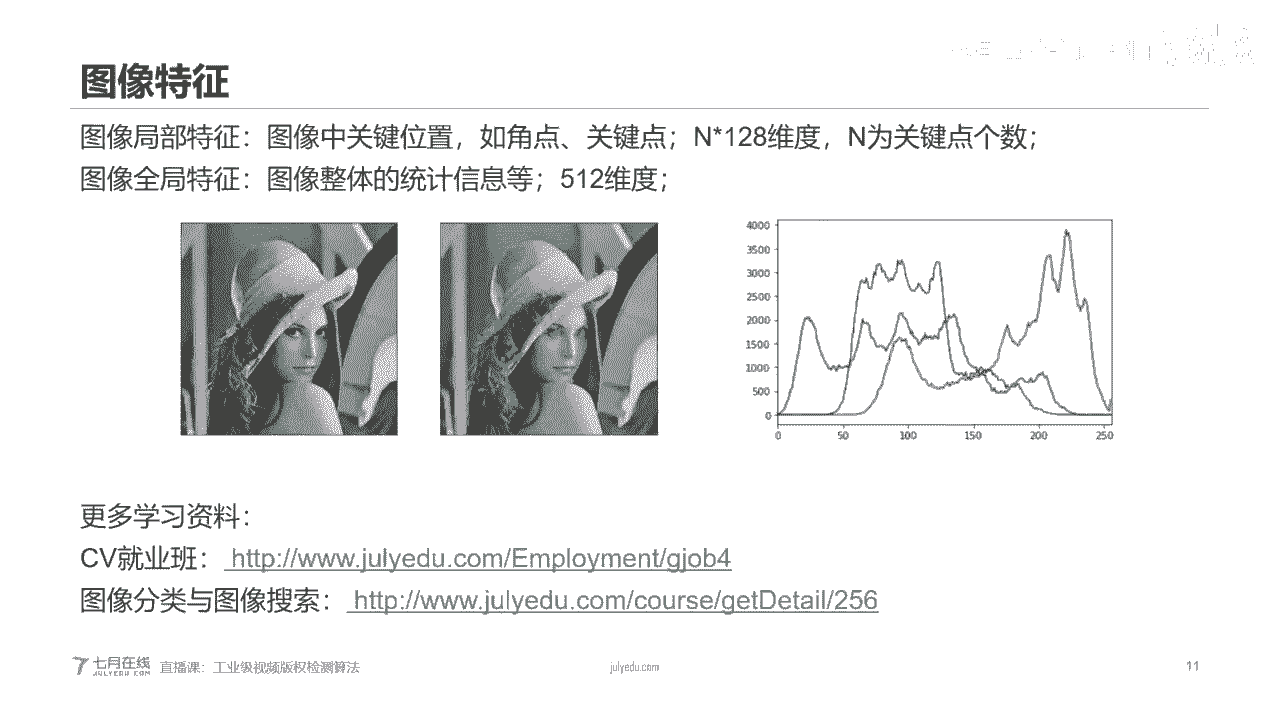 图像特征
图像局部特征：图像中关键位置，如角点、关键点；N*128维度，N为关键点个数；
图像全局特征：图像整体的统计信息等；512维度；
4000
3500
3000
2500
2000
1500
1000
500
0
0 50 100 150 200 250
更多学习资料：
CV就业班： http://www.julyedu.com/Employment/gjob4
图像分类与图像搜索： http://www.julyedu.com/course/getDetail/256
七月在线
JULYEDU.COM
直播课：工业级视频版权检测算法
julyedu.com
11